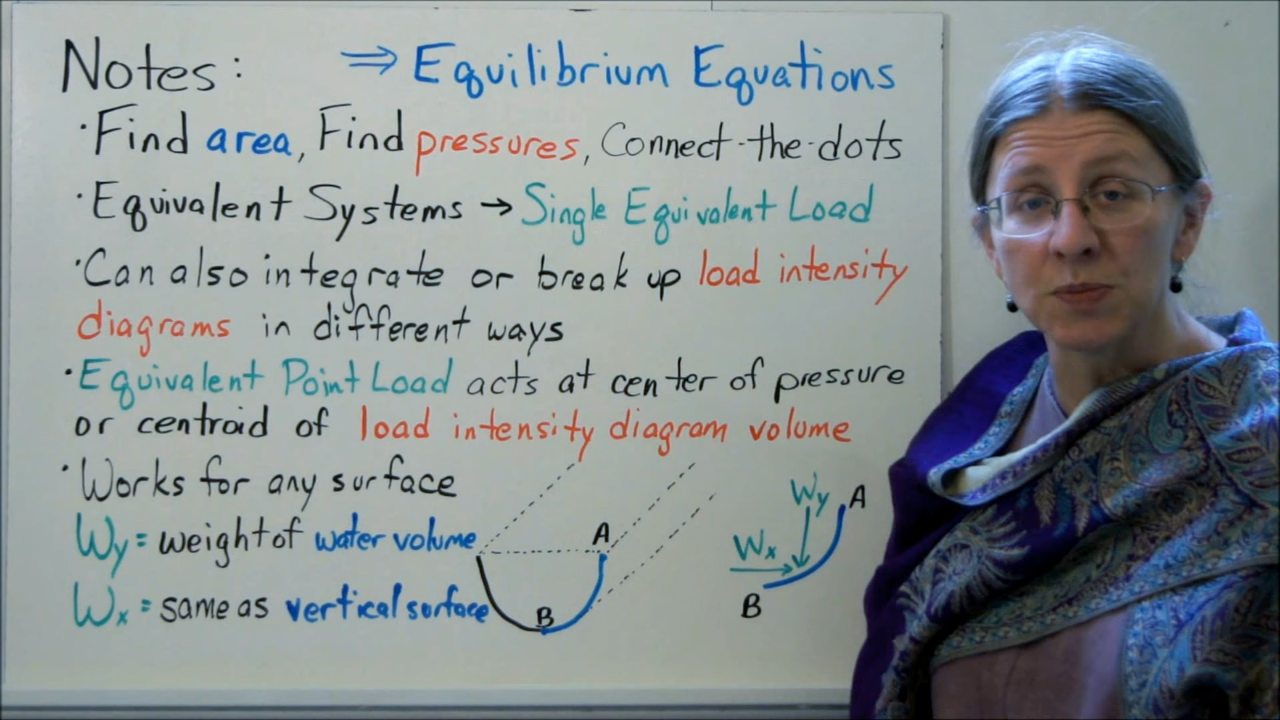 Notes: ⇒ Equilibrium Equations
·Find area, Find pressures, Connect-the-dots
·Equivalent Systems → Single Equivalent Load
·Can also integrate or break up load intensity
diagrams in different ways
·Equivalent Point Load acts at center of pressure
or centroid of load intensity diagram volume
·Works for any surface
Wy = weight of water volume
Wx = same as vertical surface
A
B
Wy
A
Wx
B